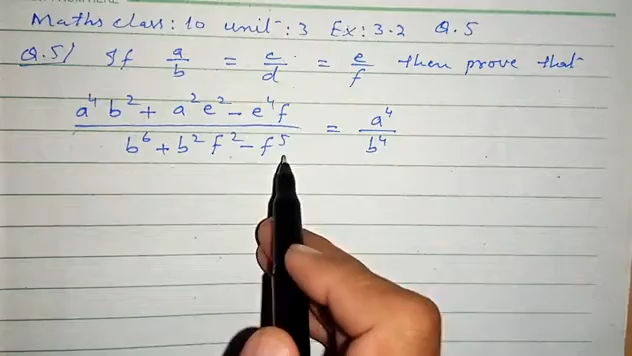 Maths class: 10 unit: 3 Ex: 3.2 Q.5
Q.5/ If a/b = c/d = e/f then prove that
(a⁴b² + a²e² - e⁴f)/(b⁶ + b²f² - f⁵) = a⁴/b⁴